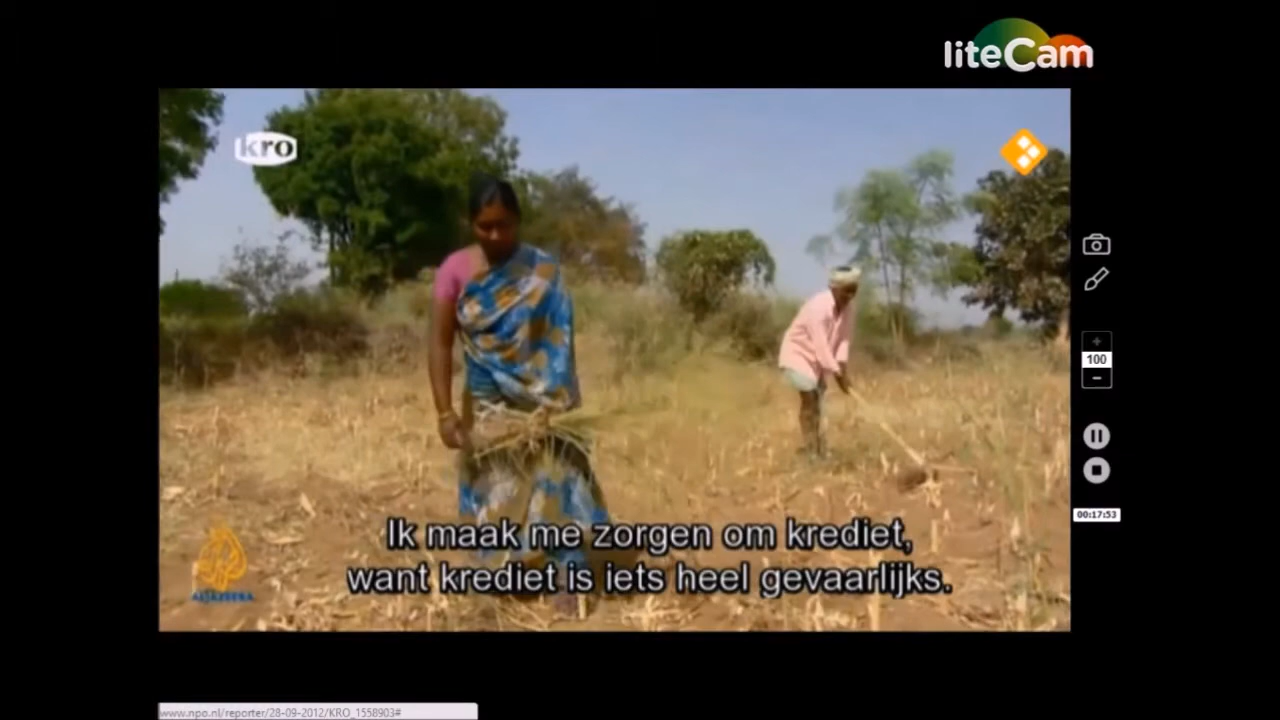 liteCam
kro
100
00:17:53
Ik maak me zorgen om krediet,
want krediet is iets heel gevaarlijks.
ALJAZEERA
www.npo.nl/reporter/28-09-2012/KRO_1558903#